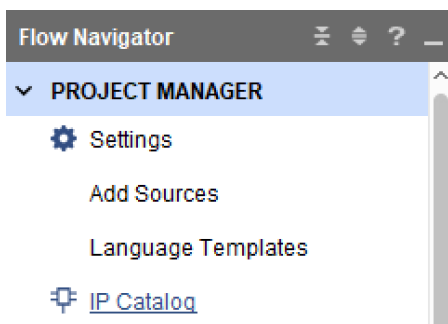 Flow Navigator ?
PROJECT MANAGER
Settings
Add Sources
Language Templates
IP Catalog